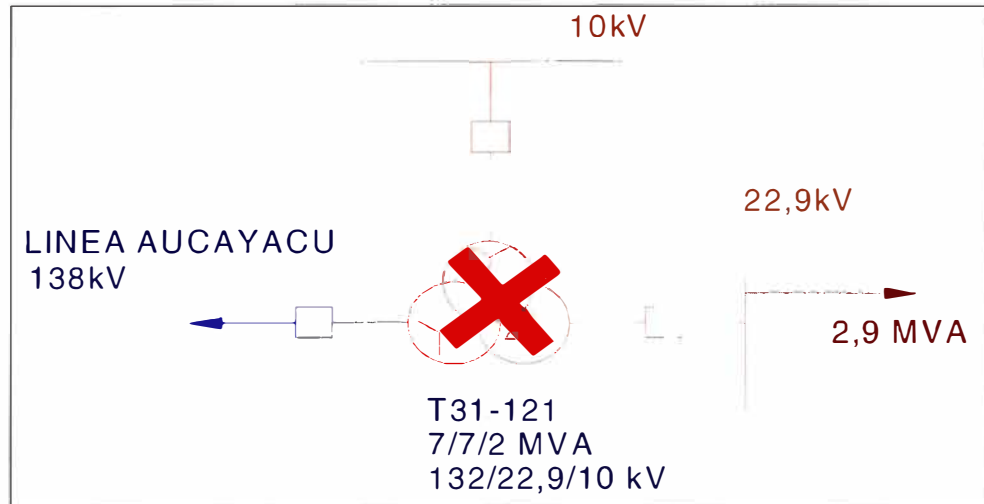 10kV
22,9kV
LINEA AUCAYACU
138kV
2,9 MVA
T31-121
7/7/2 MVA
132/22,9/10 kV